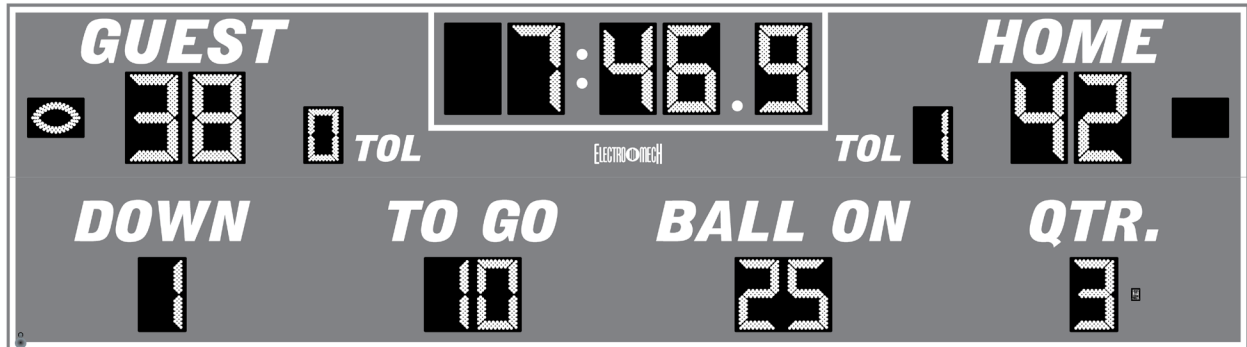 GUEST 7:46.9 HOME
38 0 TOL TOL 1 42
ELECTRO MECH
DOWN TO GO BALL ON QTR.
1 10 25 3